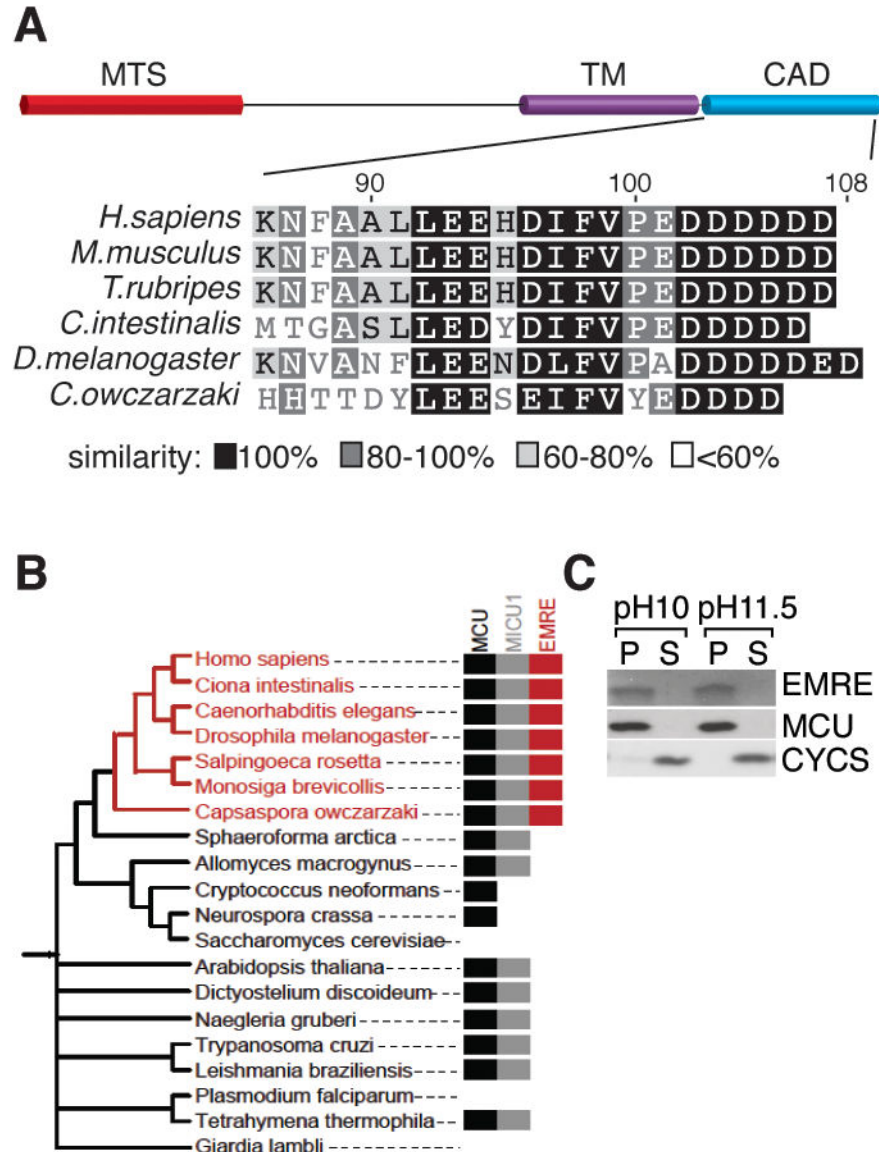 A
MTS TM CAD
90 100 108
H.sapiens KNFAALLEEHDIFVPEDDDDDD
M.musculus KNFAALLEEHDIFVPEDDDDDD
T.rubripes KNFAALLEEHDIFVPEDDDDDD
C.intestinalis MTGASLLEDYDIFVPEDDDDD
D.melanogaster KNVANFLEENDLFVPADDDDDED
C.owczarzaki HHTTDYLEESEIFVYEDDDD
similarity: 100% 80-100% 60-80% <60%
B
MCU MICU1 EMRE
Homo sapiens
Ciona intestinalis
Caenorhabditis elegans
Drosophila melanogaster
Salpingoeca rosetta
Monosiga brevicollis
Capsaspora owczarzaki
Sphaeroforma arctica
Allomyces macrogynus
Cryptococcus neoformans
Neurospora crassa
Saccharomyces cerevisiae
Arabidopsis thaliana
Dictyostelium discoideum
Naegleria gruberi
Trypanosoma cruzi
Leishmania braziliensis
Plasmodium falciparum
Tetrahymena thermophila
Giardia lambli
C
pH10 pH11.5
P S P S
EMRE
MCU
CYCS